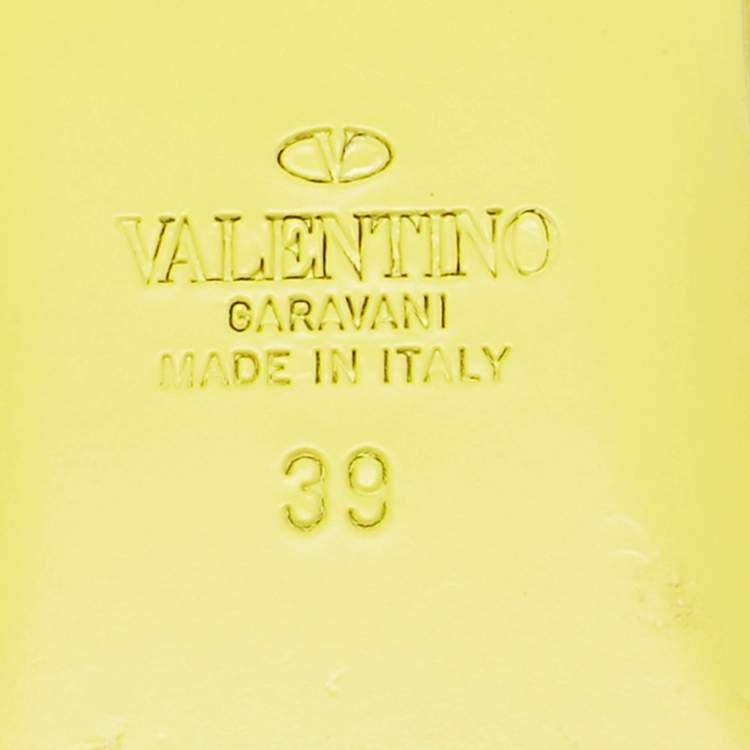 V
VALENTINO
GARAVANI
MADE IN ITALY
39